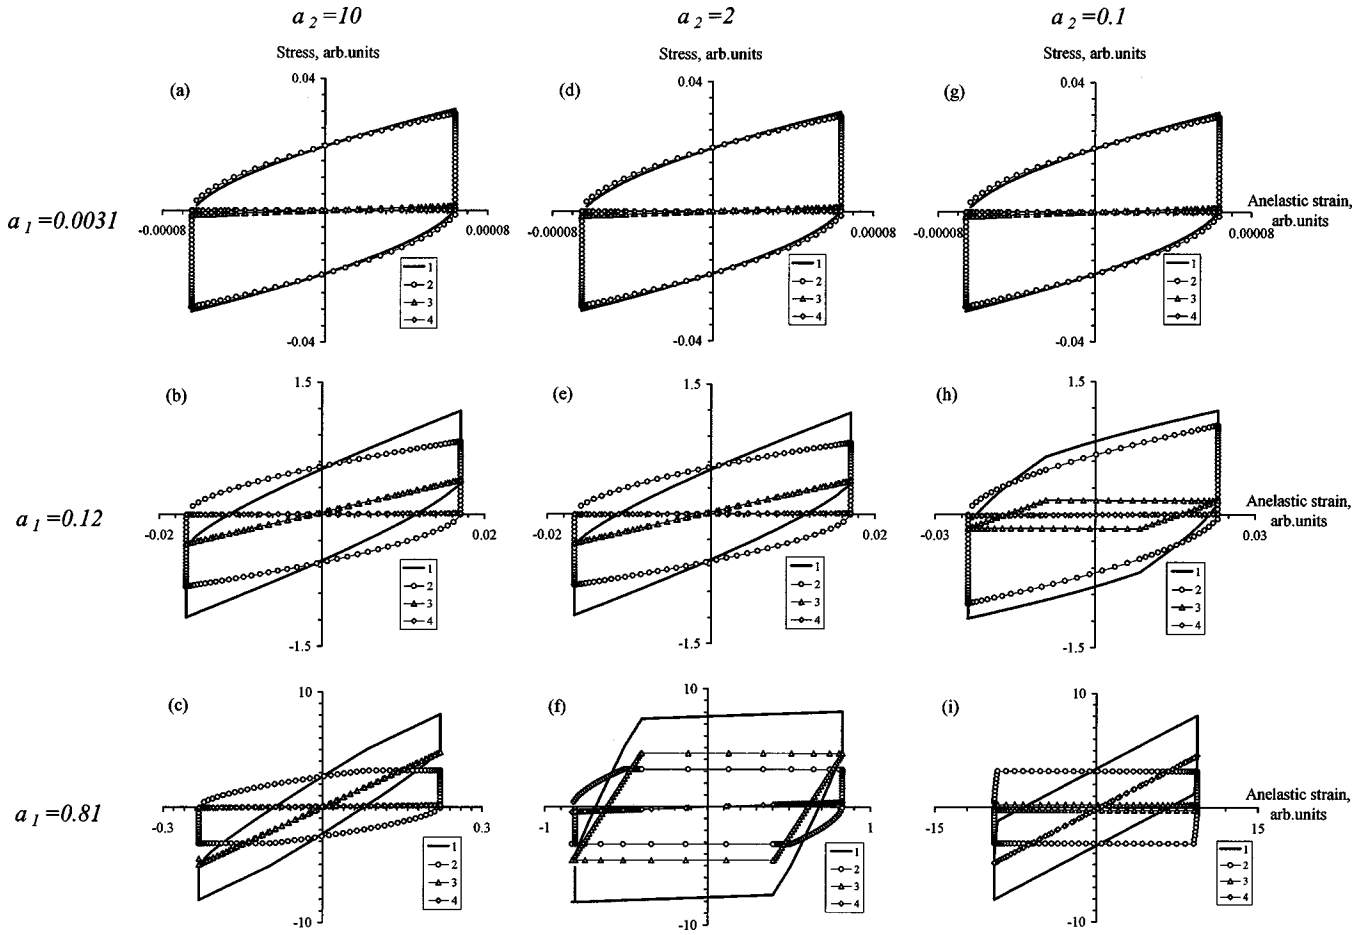 a 2 =10 a 2 =2 a 2 =0.1
Stress, arb.units Stress, arb.units Stress, arb.units
(a) 0.04 (d) 0.04 (g) 0.04
a 1 =0.0031 -0.00008 0.00008 -0.00008 0.00008 -0.00008 0.00008 Anelastic strain,
arb.units
1 1 1
2 2 2
3 3 3
4 4 4
-0.04 -0.04 -0.04
(b) 1.5 (e) 1.5 (h) 1.5
a 1 =0.12 -0.02 0.02 -0.02 0.02 -0.03 0.03 Anelastic strain,
arb.units
1 1 1
2 2 2
3 3 3
4 4 4
-1.5 -1.5 -1.5
(c) 10 (f) 10 (i) 10
a 1 =0.81 -0.3 0.3 -1 1 -15 15 Anelastic strain,
arb.units
1 1 1
2 2 2
3 3 3
4 4 4
-10 -10 -10